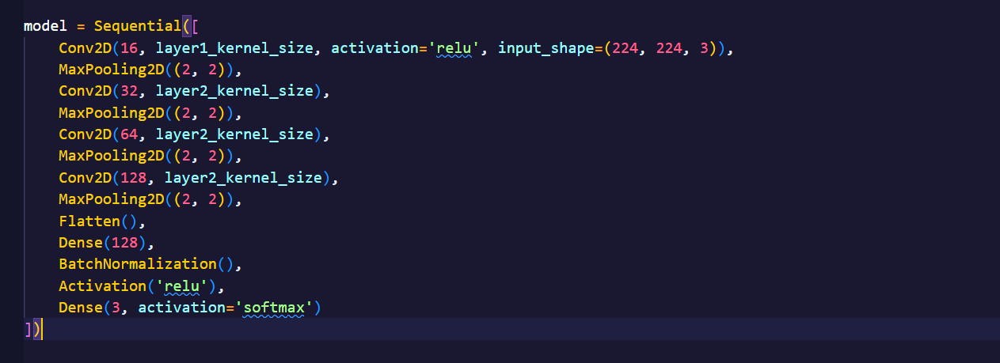 model = Sequential([
    Conv2D(16, layer1_kernel_size, activation='relu', input_shape=(224, 224, 3)),
    MaxPooling2D((2, 2)),
    Conv2D(32, layer2_kernel_size),
    MaxPooling2D((2, 2)),
    Conv2D(64, layer2_kernel_size),
    MaxPooling2D((2, 2)),
    Conv2D(128, layer2_kernel_size),
    MaxPooling2D((2, 2)),
    Flatten(),
    Dense(128),
    BatchNormalization(),
    Activation('relu'),
    Dense(3, activation='softmax')
])